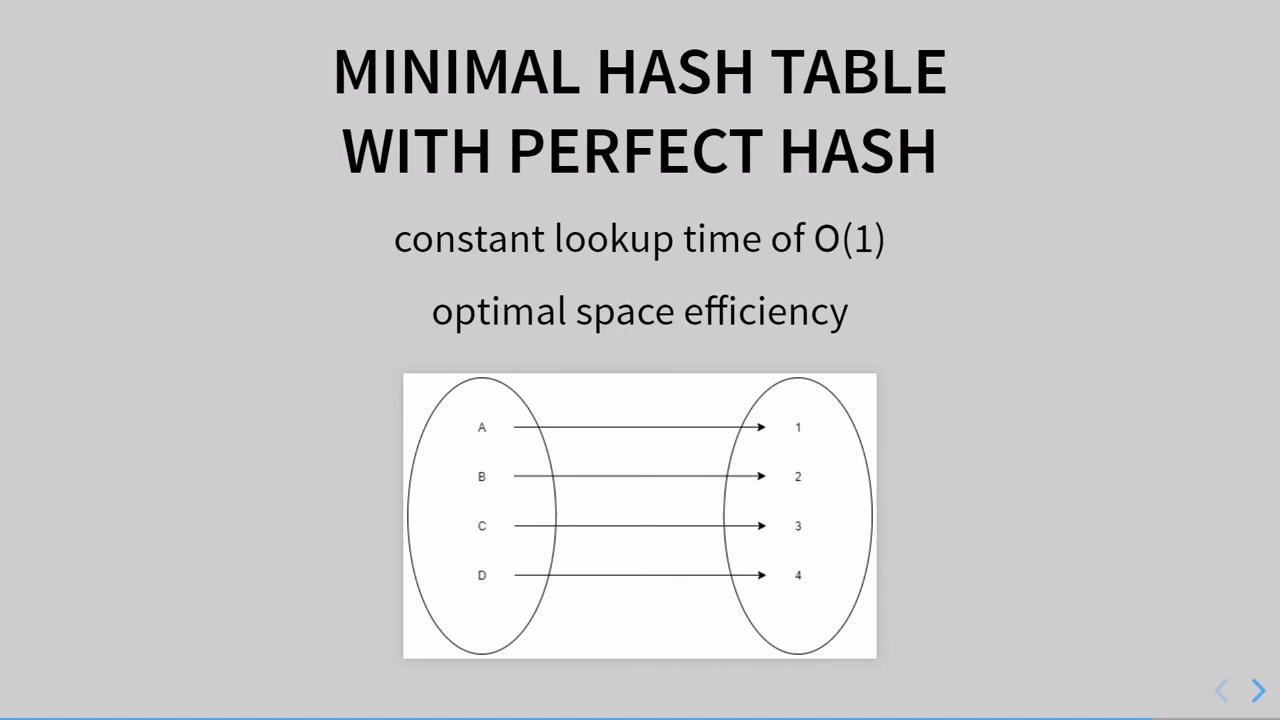 MINIMAL HASH TABLE
WITH PERFECT HASH
constant lookup time of O(1)
optimal space efficiency
A 1
B 2
C 3
D 4